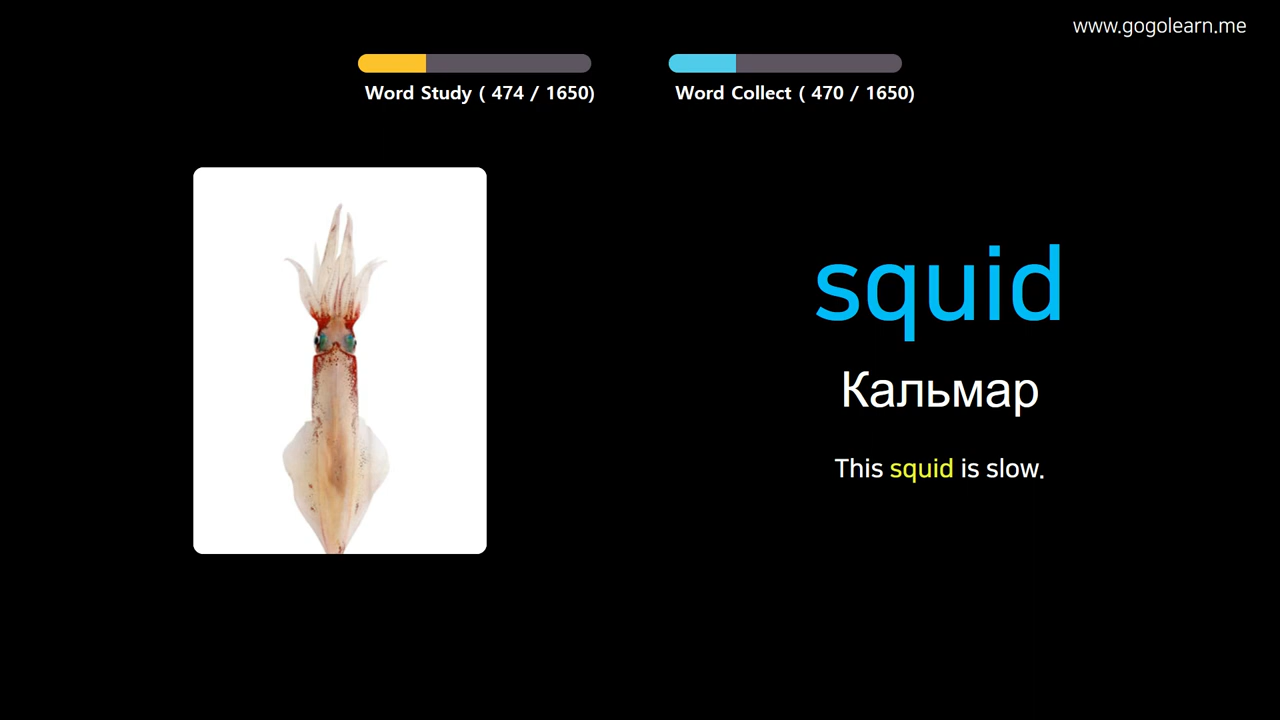 www.gogolearn.me
Word Study ( 474 / 1650)
Word Collect ( 470 / 1650)
squid
Кальмар
This squid is slow.